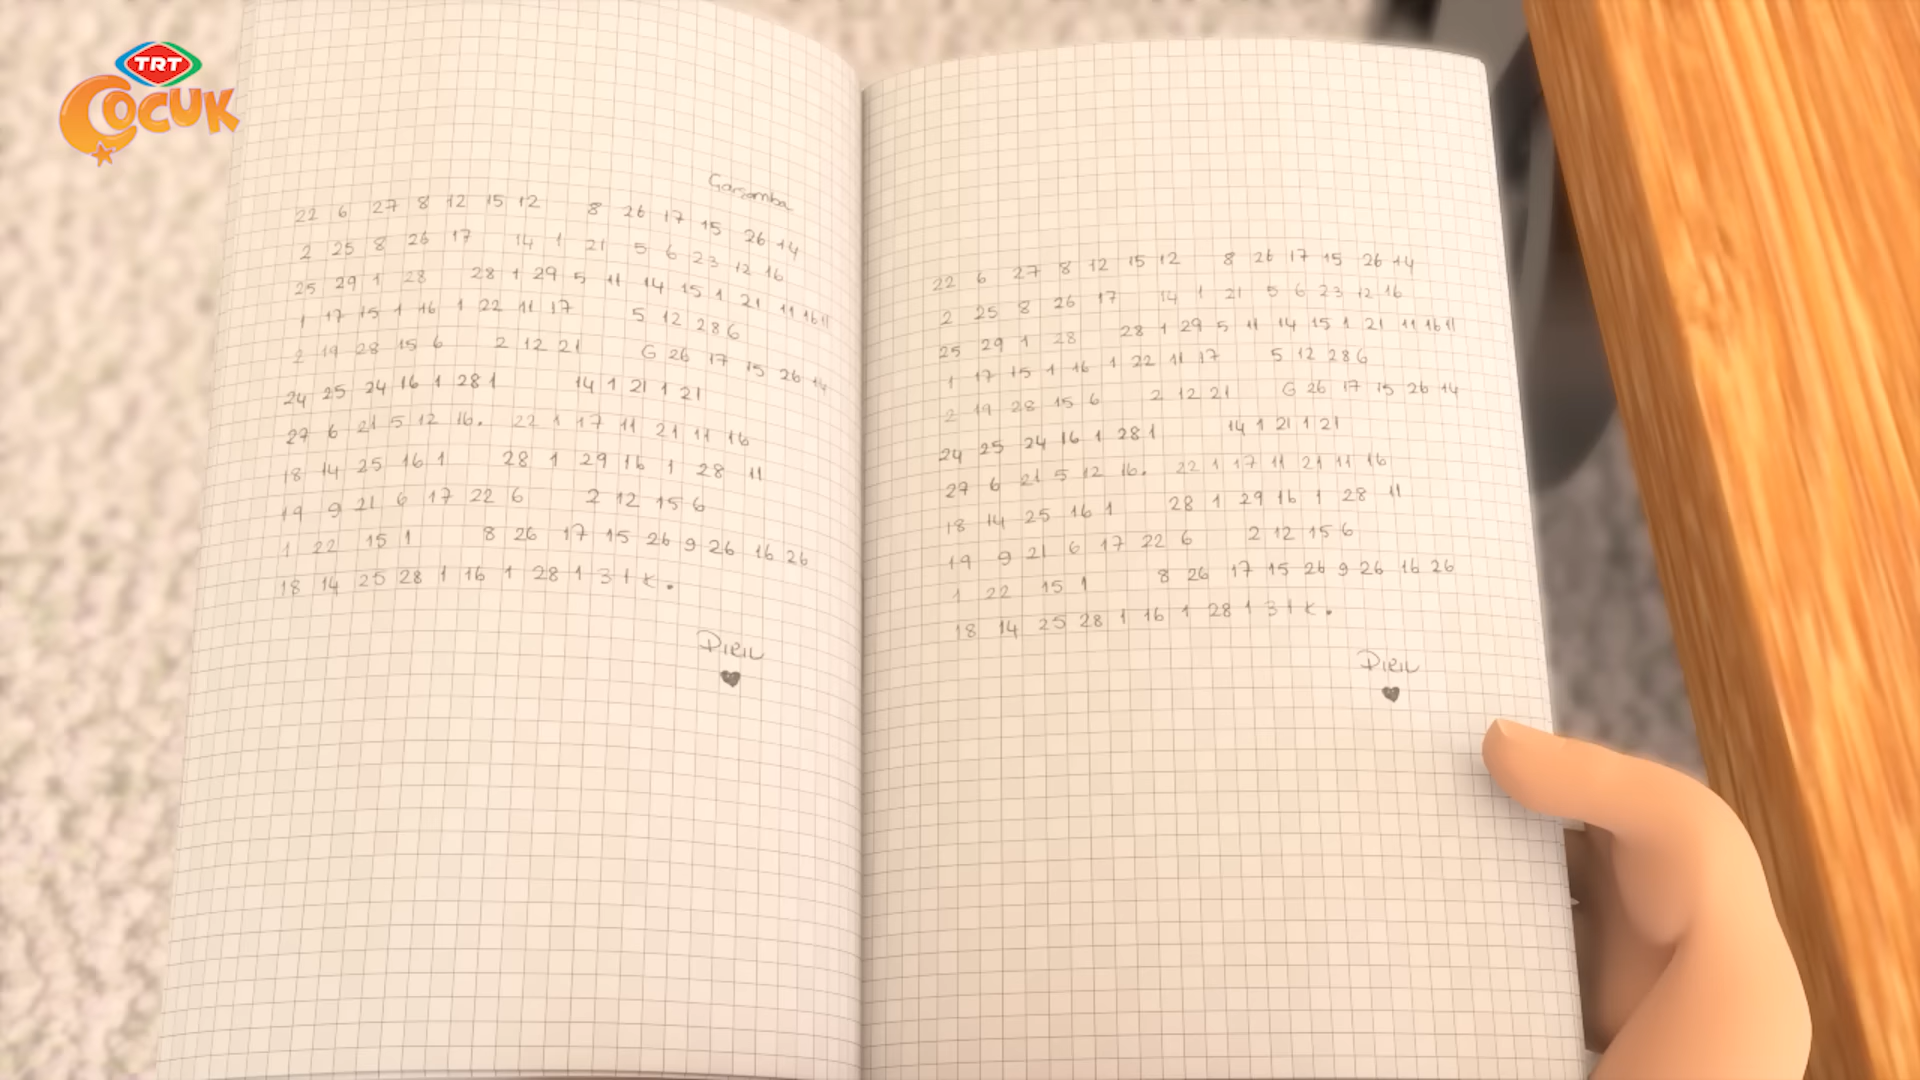 TRT
ÇOCUK
Çarşamba
22 6 27 8 12 15 12 8 26 17 15 26 14
2 25 8 26 17 14 1 21 5 6 23 12 16
25 29 1 28 28 1 29 5 11 14 15 1 21 11 16 11
1 17 15 1 16 1 22 11 17 5 12 28 6
2 19 28 15 6 2 12 21 G 26 17 15 26 14
24 25 24 16 1 28 1 14 1 21 1 21
27 6 21 5 12 16. 22 1 17 11 21 11 16
18 14 25 16 1 28 1 29 16 1 28 11
19 9 21 6 17 22 6 2 12 15 6
1 22 15 1 8 26 17 15 26 9 26 16 26
18 14 25 28 1 16 1 28 1 3 1 k.
DİRİL
22 6 27 8 12 15 12 8 26 17 15 26 14
2 25 8 26 17 14 1 21 5 6 23 12 16
25 29 1 28 28 1 29 5 11 14 15 1 21 11 16 11
1 17 15 1 16 1 22 11 17 5 12 28 6
2 19 28 15 6 2 12 21 G 26 17 15 26 14
24 25 24 16 1 28 1 14 1 21 1 21
27 6 21 5 12 16. 22 1 17 11 21 11 16
18 14 25 16 1 28 1 29 16 1 28 11
19 9 21 6 17 22 6 2 12 15 6
1 22 15 1 8 26 17 15 26 9 26 16 26
18 14 25 28 1 16 1 28 1 3 1 k.
DİRİL